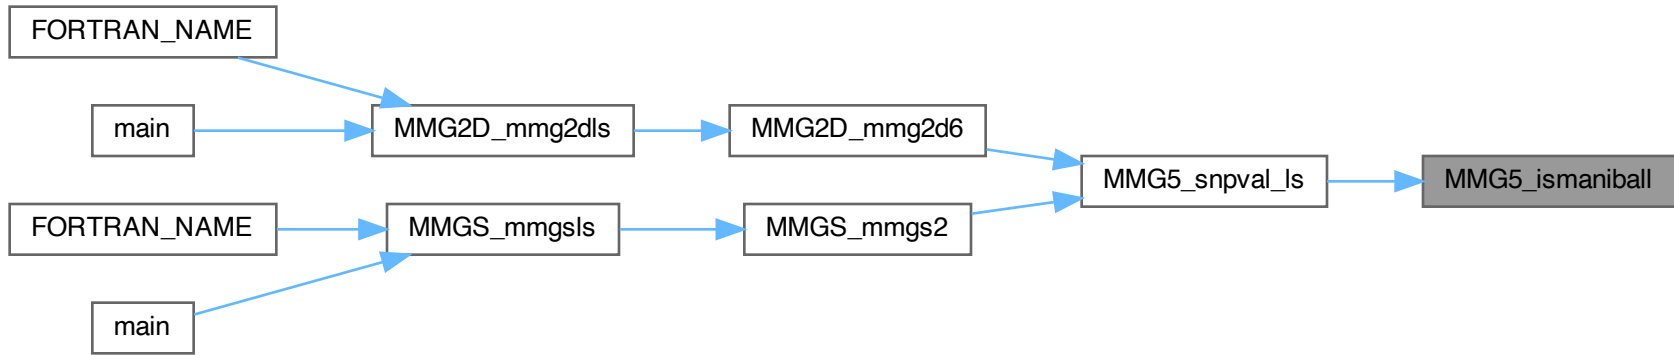 FORTRAN_NAME
main
MMG2D_mmg2dls
MMG2D_mmg2d6
MMG5_snpval_ls
MMG5_ismaniball
FORTRAN_NAME
MMGS_mmgsls
MMGS_mmgs2
main